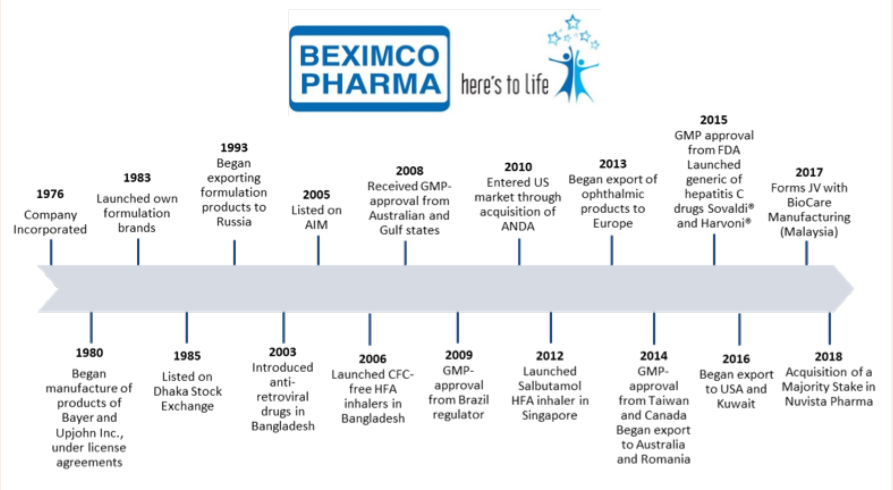 BEXIMCO
PHARMA
here's to life
1976
Company
Incorporated
1983
Launched own
formulation
brands
1993
Began
exporting
formulation
products to
Russia
2005
Listed on
AIM
2008
Received GMP-
approval from
Australian and
Gulf states
2010
Entered US
market through
acquisition of
ANDA
2013
Began export of
ophthalmic
products to
Europe
2015
GMP approval
from FDA
Launched
generic of
hepatitis C
drugs Sovaldi®
and Harvoni®
2017
Forms JV with
BioCare
Manufacturing
(Malaysia)
1980
Began
manufacture of
products of
Bayer and
Upjohn Inc.,
under license
agreements
1985
Listed on
Dhaka Stock
Exchange
2003
Introduced
anti-
retroviral
drugs in
Bangladesh
2006
Launched CFC-
free HFA
inhalers in
Bangladesh
2009
GMP-
approval
from Brazil
regulator
2012
Launched
Salbutamol
HFA inhaler in
Singapore
2014
GMP-
approval
from Taiwan
and Canada
Began export
to Australia
and Romania
2016
Began export
to USA and
Kuwait
2018
Acquisition of a
Majority Stake in
Nuvista Pharma